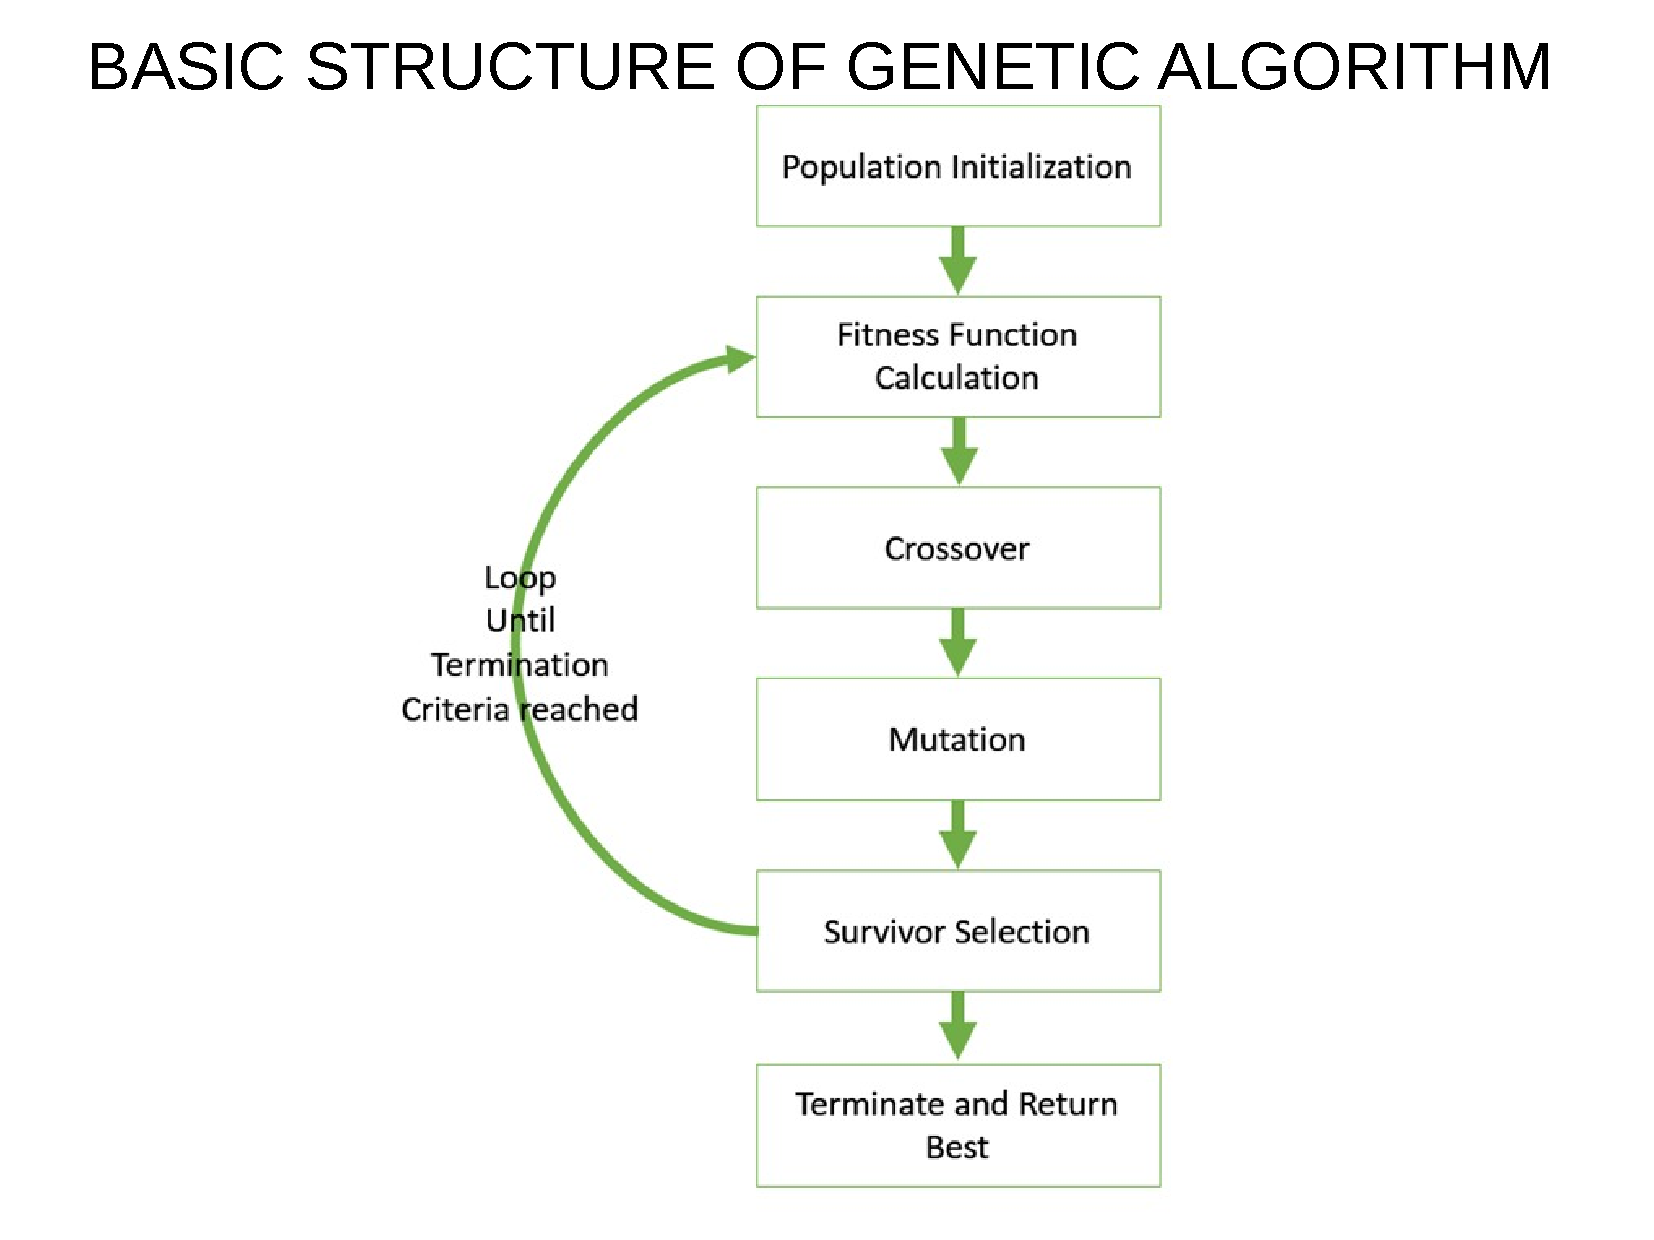 BASIC STRUCTURE OF GENETIC ALGORITHM
Population Initialization
Fitness Function
Calculation
Crossover
Loop
Until
Termination
Criteria reached
Mutation
Survivor Selection
Terminate and Return
Best